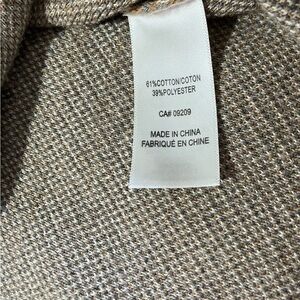 61%COTTON/COTON
39%POLYESTER
CA# 09209
MADE IN CHINA
FABRIQUÉ EN CHINE